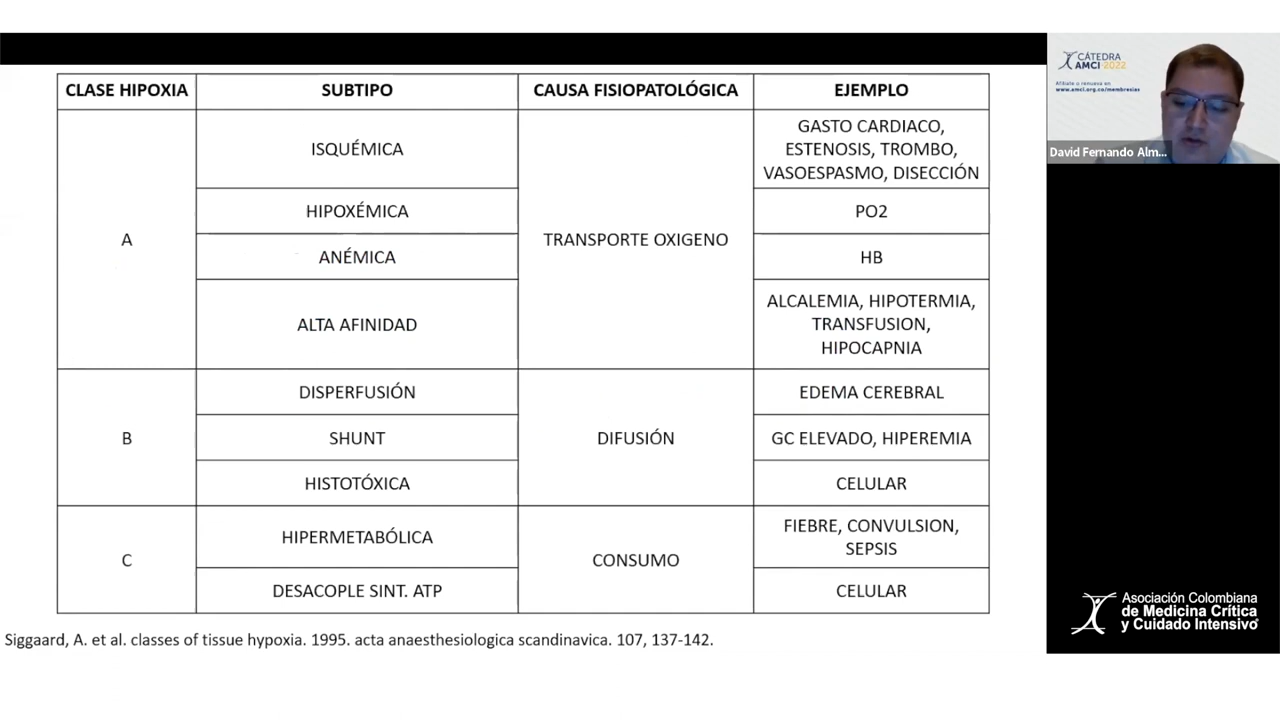 CLASE HIPOXIA
SUBTIPO
CAUSA FISIOPATOLÓGICA
EJEMPLO
A
ISQUÉMICA
TRANSPORTE OXIGENO
GASTO CARDIACO,
ESTENOSIS, TROMBO,
VASOESPASMO, DISECCIÓN
HIPOXÉMICA
PO2
ANÉMICA
HB
ALTA AFINIDAD
ALCALEMIA, HIPOTERMIA,
TRANSFUSION,
HIPOCAPNIA
B
DISPERFUSIÓN
DIFUSIÓN
EDEMA CEREBRAL
SHUNT
GC ELEVADO, HIPEREMIA
HISTOTÓXICA
CELULAR
C
HIPERMETABÓLICA
CONSUMO
FIEBRE, CONVULSION,
SEPSIS
DESACOPLE SINT. ATP
CELULAR
Siggaard, A. et al. classes of tissue hypoxia. 1995. acta anaesthesiologica scandinavica. 107, 137-142.
CÁTEDRA
AMCI 2022
Afíliate o renueva en
www.amci.org.co/membresias
David Fernando Alm...
Asociación Colombiana
de Medicina Crítica
y Cuidado Intensivo